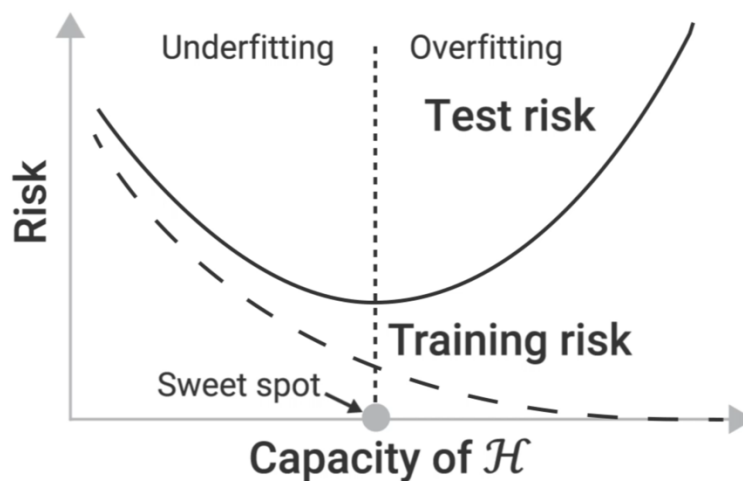 Underfitting
Overfitting
Test risk
Risk
Training risk
Sweet spot
Capacity of ℋ